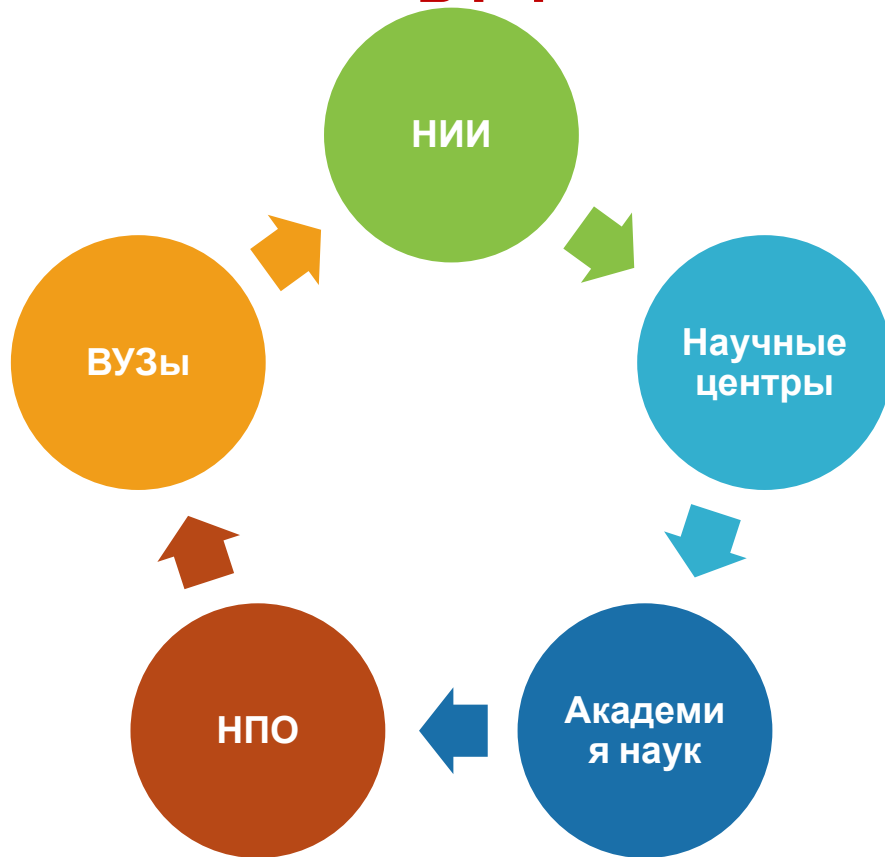 НИИ
Научные
центры
Академи
я наук
НПО
ВУЗы